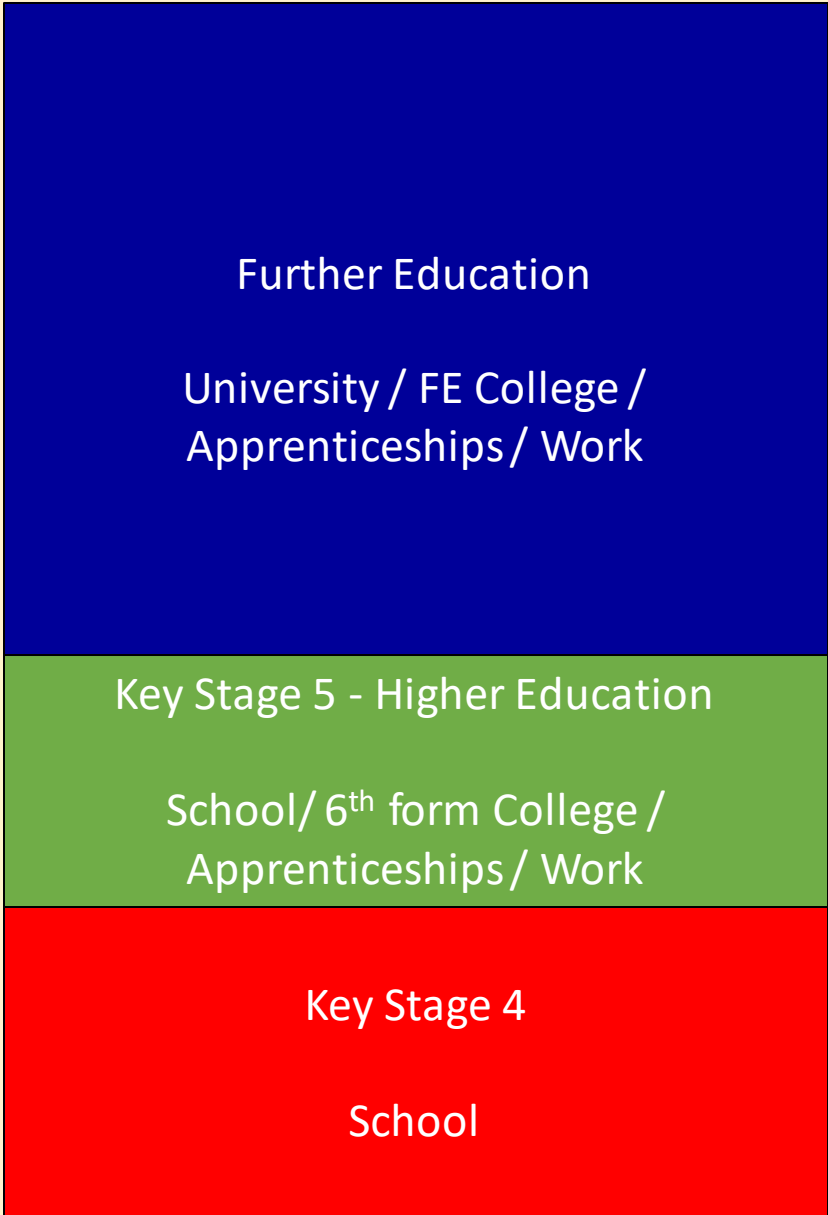 Further Education
University / FE College /
Apprenticeships / Work
Key Stage 5 - Higher Education
School/ 6th form College /
Apprenticeships / Work
Key Stage 4
School